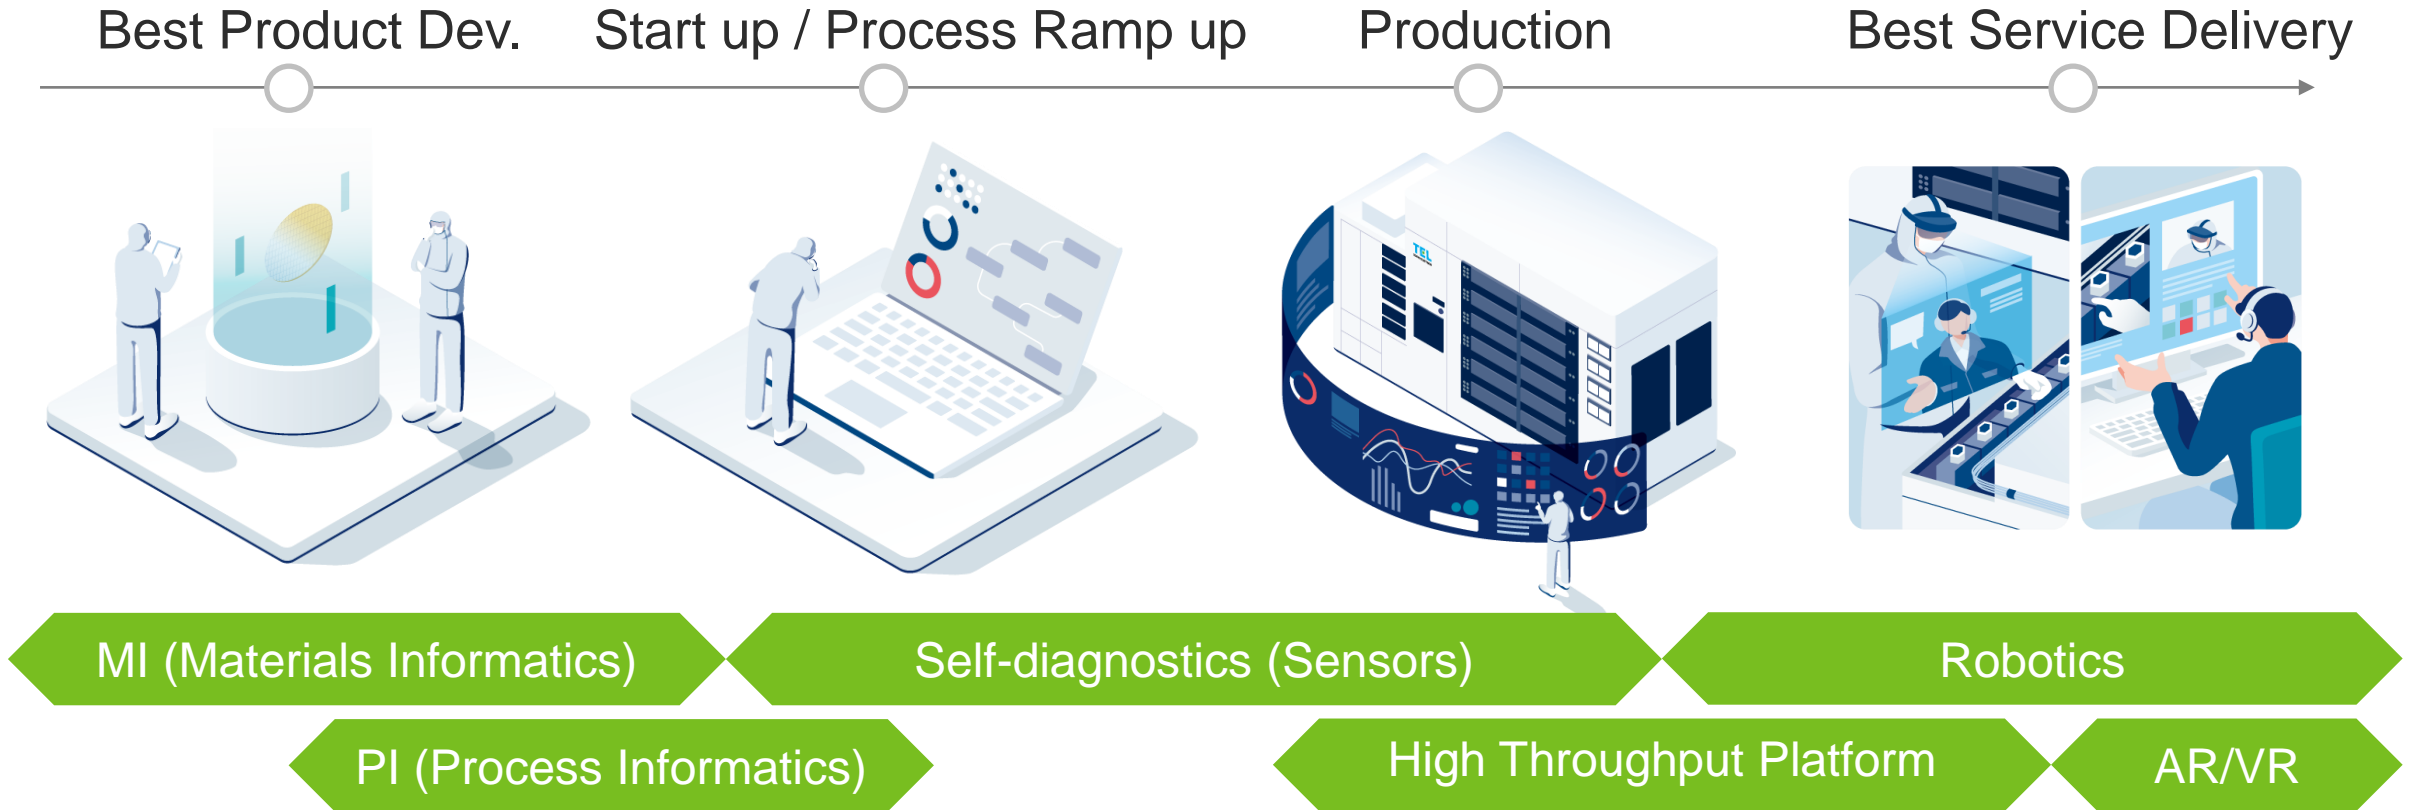 Best Product Dev.
Start up / Process Ramp up
Production
Best Service Delivery
TEL
MI (Materials Informatics)
Self-diagnostics (Sensors)
Robotics
PI (Process Informatics)
High Throughput Platform
AR/VR